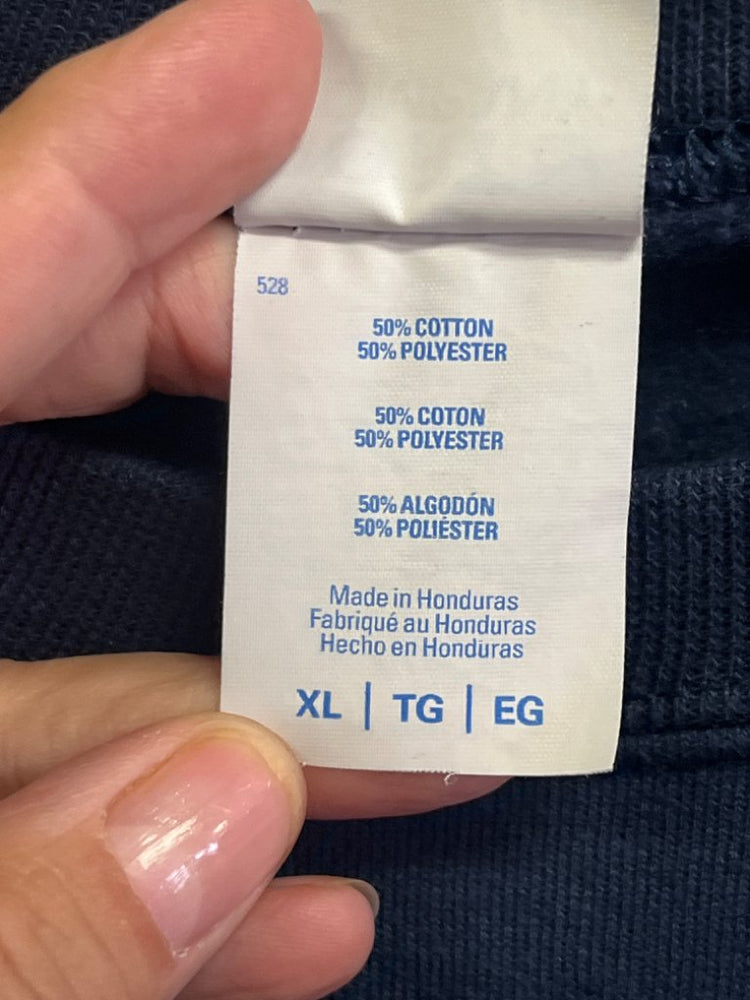 528
50% COTTON
50% POLYESTER
50% COTON
50% POLYESTER
50% ALGODÓN
50% POLIÉSTER
Made in Honduras
Fabriqué au Honduras
Hecho en Honduras
XL | TG | EG